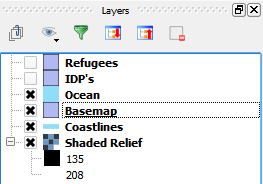 Layers
Refugees
IDP's
Ocean
Basemap
Coastlines
Shaded Relief
135
208